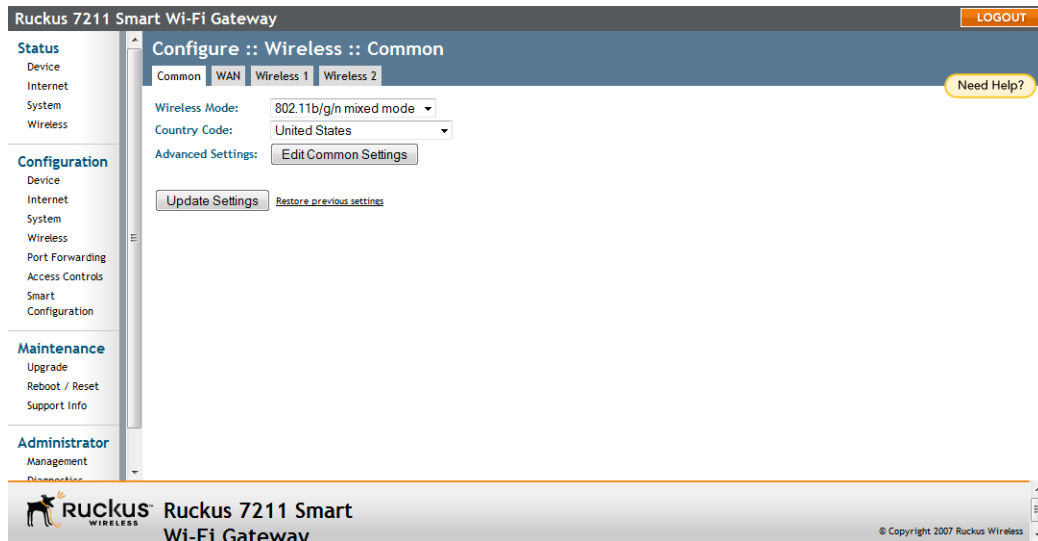 Ruckus 7211 Smart Wi-Fi Gateway
LOGOUT
Status
Device
Internet
System
Wireless
Configuration
Device
Internet
System
Wireless
Port Forwarding
Access Controls
Smart
Configuration
Maintenance
Upgrade
Reboot / Reset
Support Info
Administrator
Management
Diagnostics
Configure :: Wireless :: Common
Common WAN Wireless 1 Wireless 2
Need Help?
Wireless Mode: 802.11b/g/n mixed mode
Country Code: United States
Advanced Settings: Edit Common Settings
Update Settings Restore previous settings
Ruckus
WIRELESS
Ruckus 7211 Smart
Wi-Fi Gateway
© Copyright 2007 Ruckus Wireless